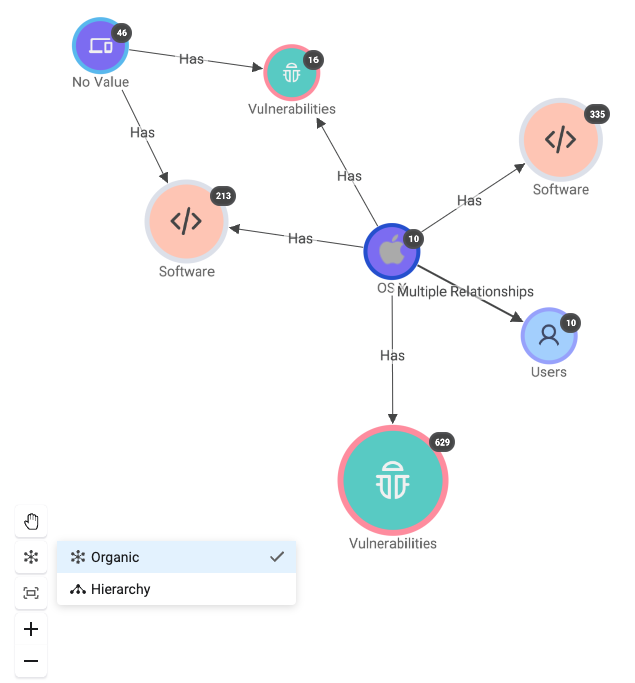 46
No Value
Has
16
Vulnerabilities
Has
335
Software
Has
Has
213
Software
Has
10
OS X
Multiple Relationships
10
Users
Has
629
Vulnerabilities
Organic
Hierarchy